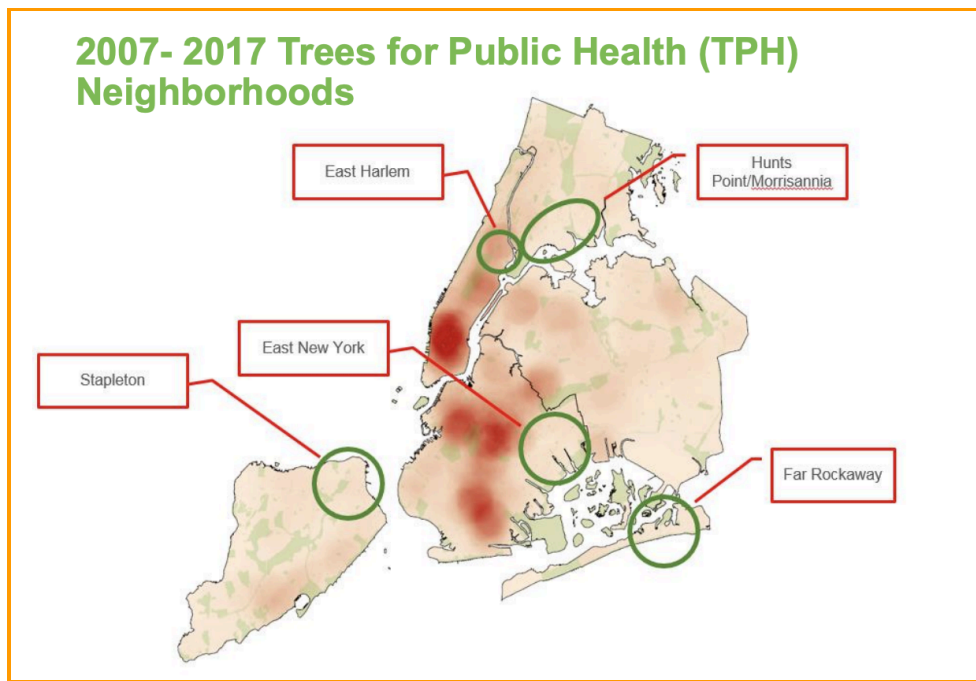 2007- 2017 Trees for Public Health (TPH)
Neighborhoods
East Harlem
Hunts
Point/Morrisannia
East New York
Stapleton
Far Rockaway